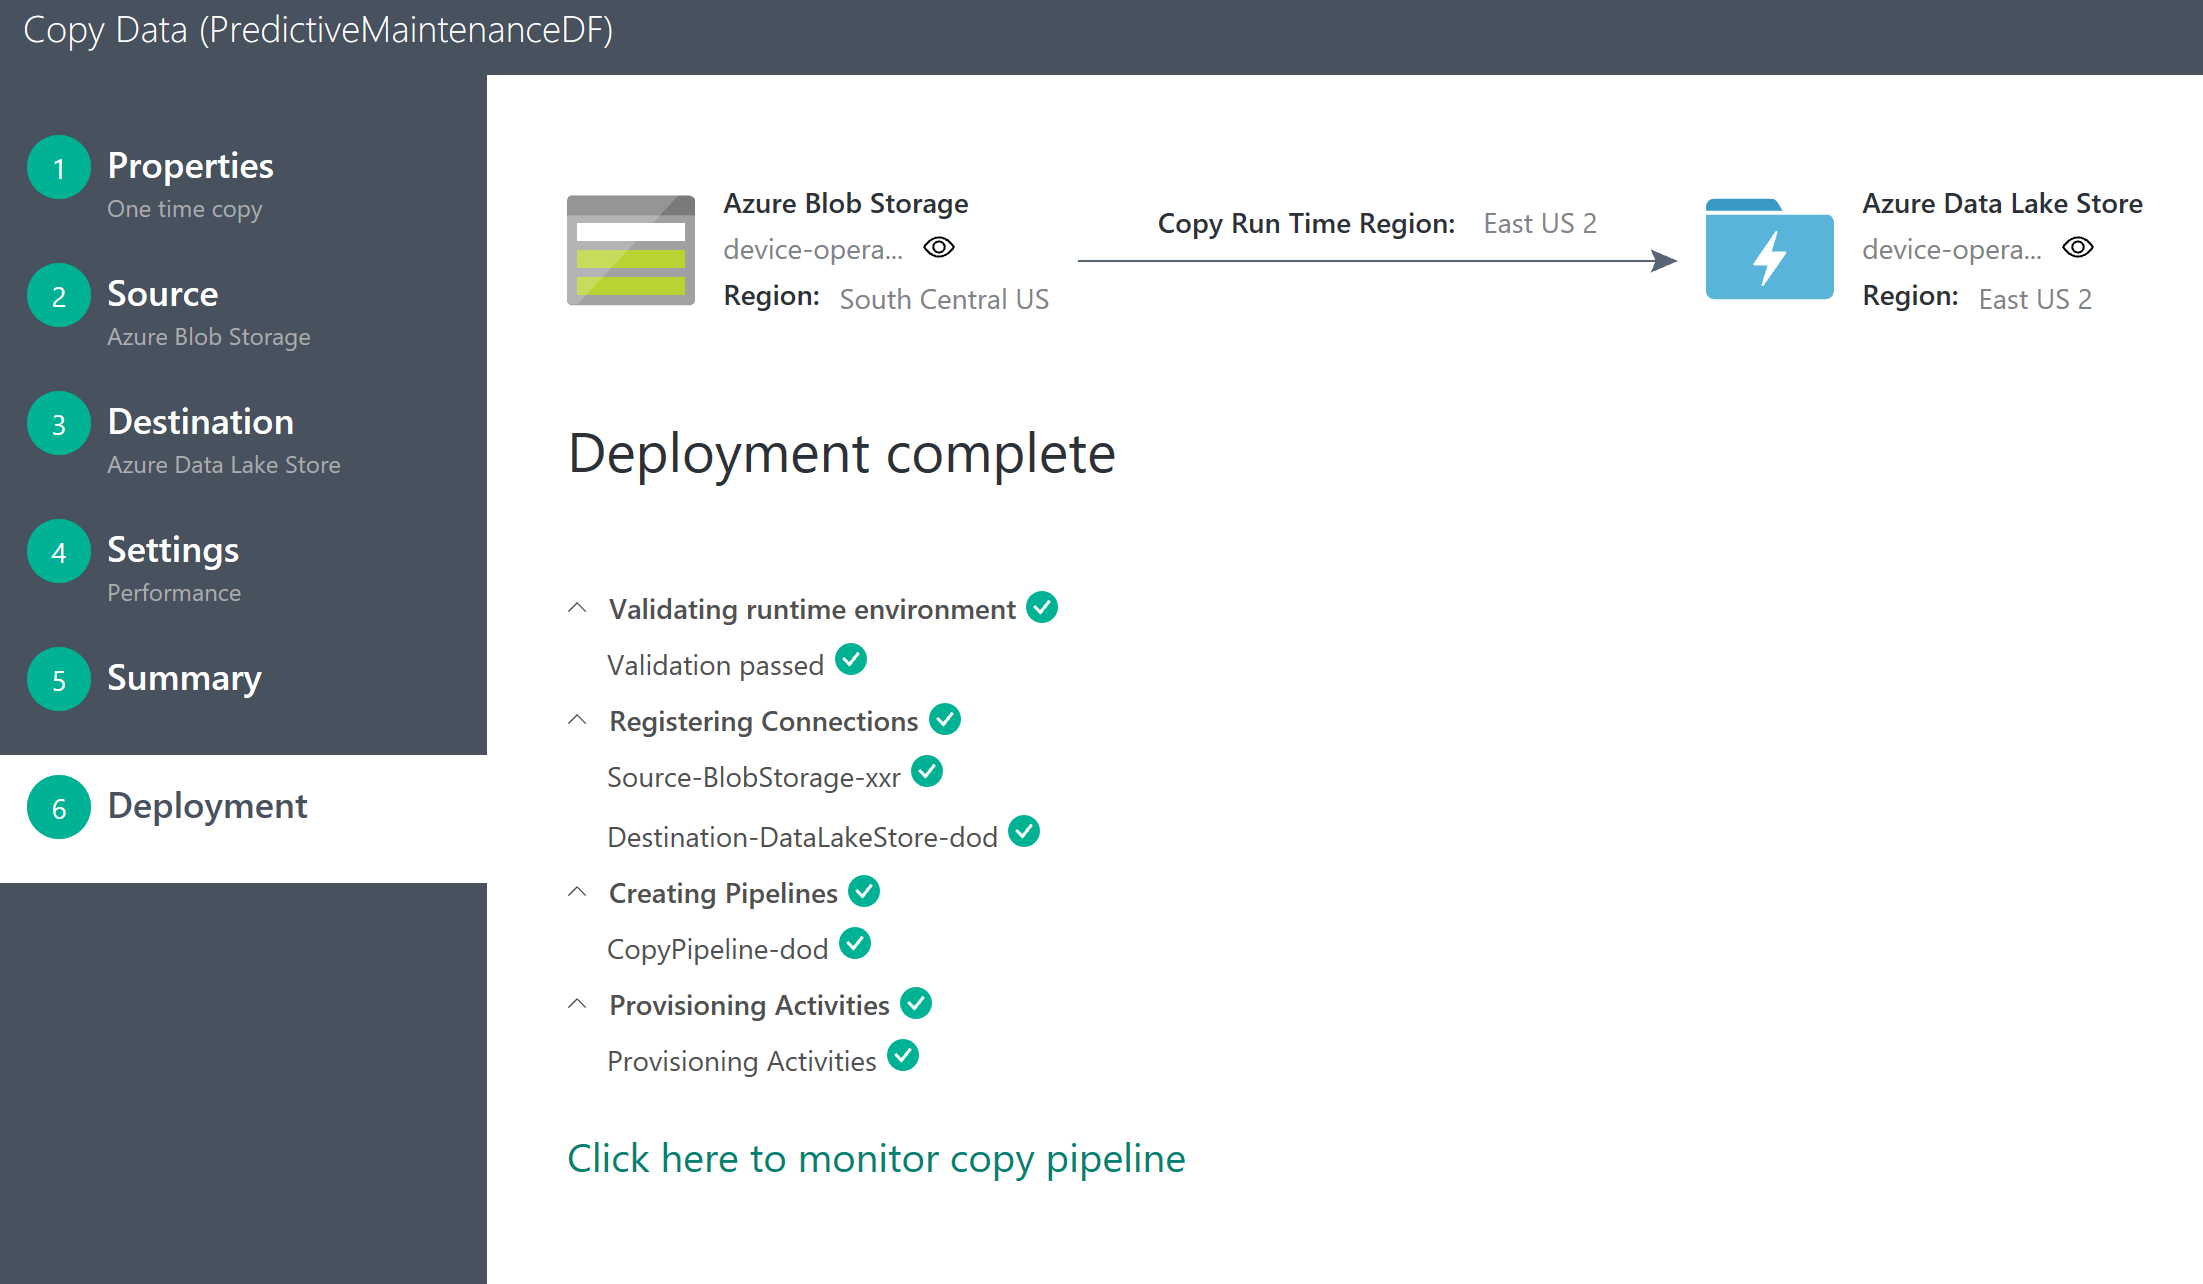 Copy Data (PredictiveMaintenanceDF)
1 Properties
One time copy
2 Source
Azure Blob Storage
3 Destination
Azure Data Lake Store
4 Settings
Performance
5 Summary
6 Deployment
Azure Blob Storage
device-opera...
Region: South Central US
Copy Run Time Region: East US 2
Azure Data Lake Store
device-opera...
Region: East US 2
Deployment complete
Validating runtime environment
Validation passed
Registering Connections
Source-BlobStorage-xxr
Destination-DataLakeStore-dod
Creating Pipelines
CopyPipeline-dod
Provisioning Activities
Provisioning Activities
Click here to monitor copy pipeline